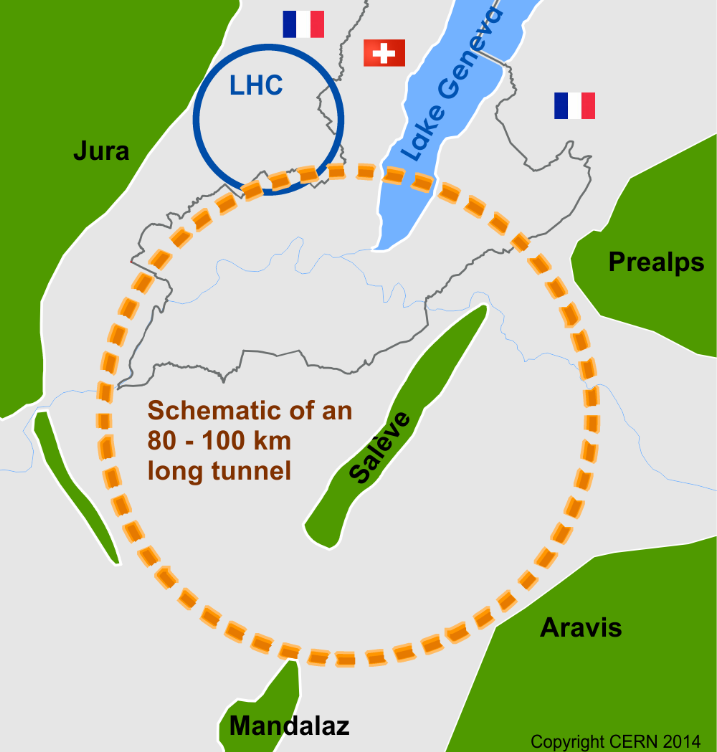 LHC
Lake Geneva
Jura
Prealps
Schematic of an
80 - 100 km
long tunnel
Salève
Aravis
Mandalaz
Copyright CERN 2014